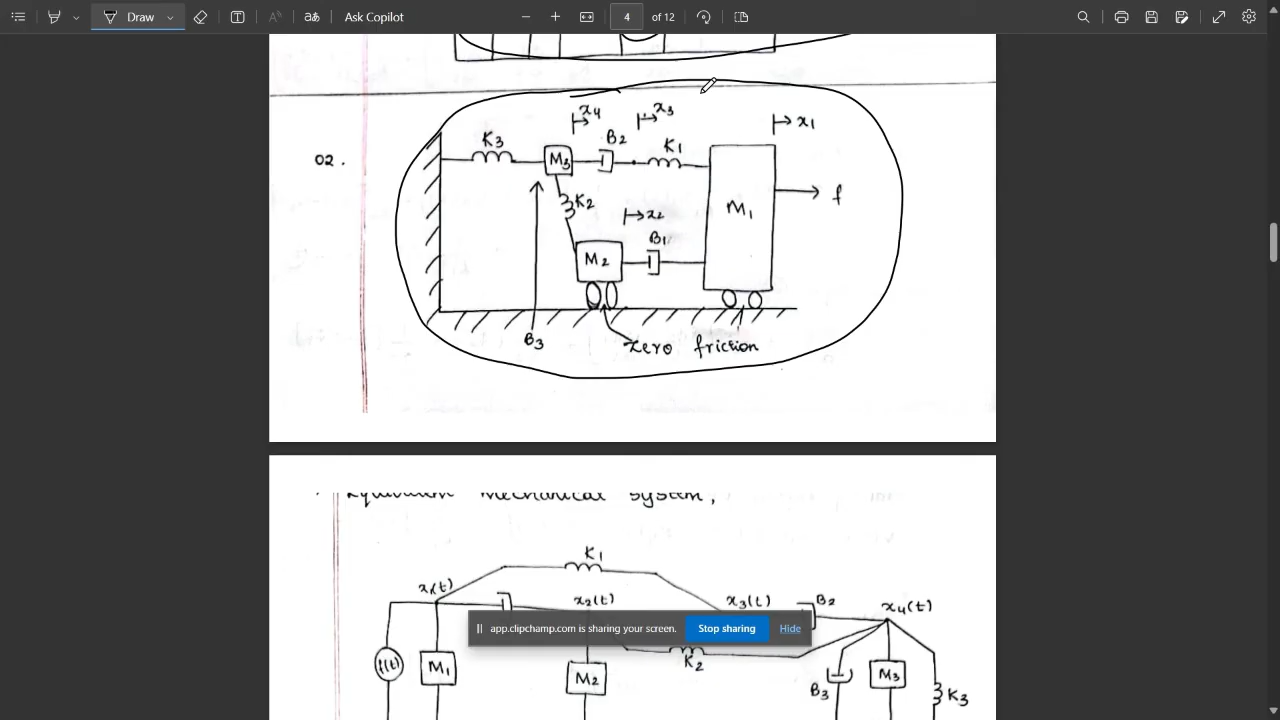 Draw
aあ
Ask Copilot
4 of 12
x4
x3
x1
B2
K3
K1
02.
M3
f
K2
x2
M1
B1
M2
B3
zero friction
Equivalent mechanical system,
K1
x1(t)
x2(t)
x3(t)
B2
x4(t)
app.clipchamp.com is sharing your screen.
Stop sharing
Hide
f(t)
M1
K2
M2
M3
B3
K3